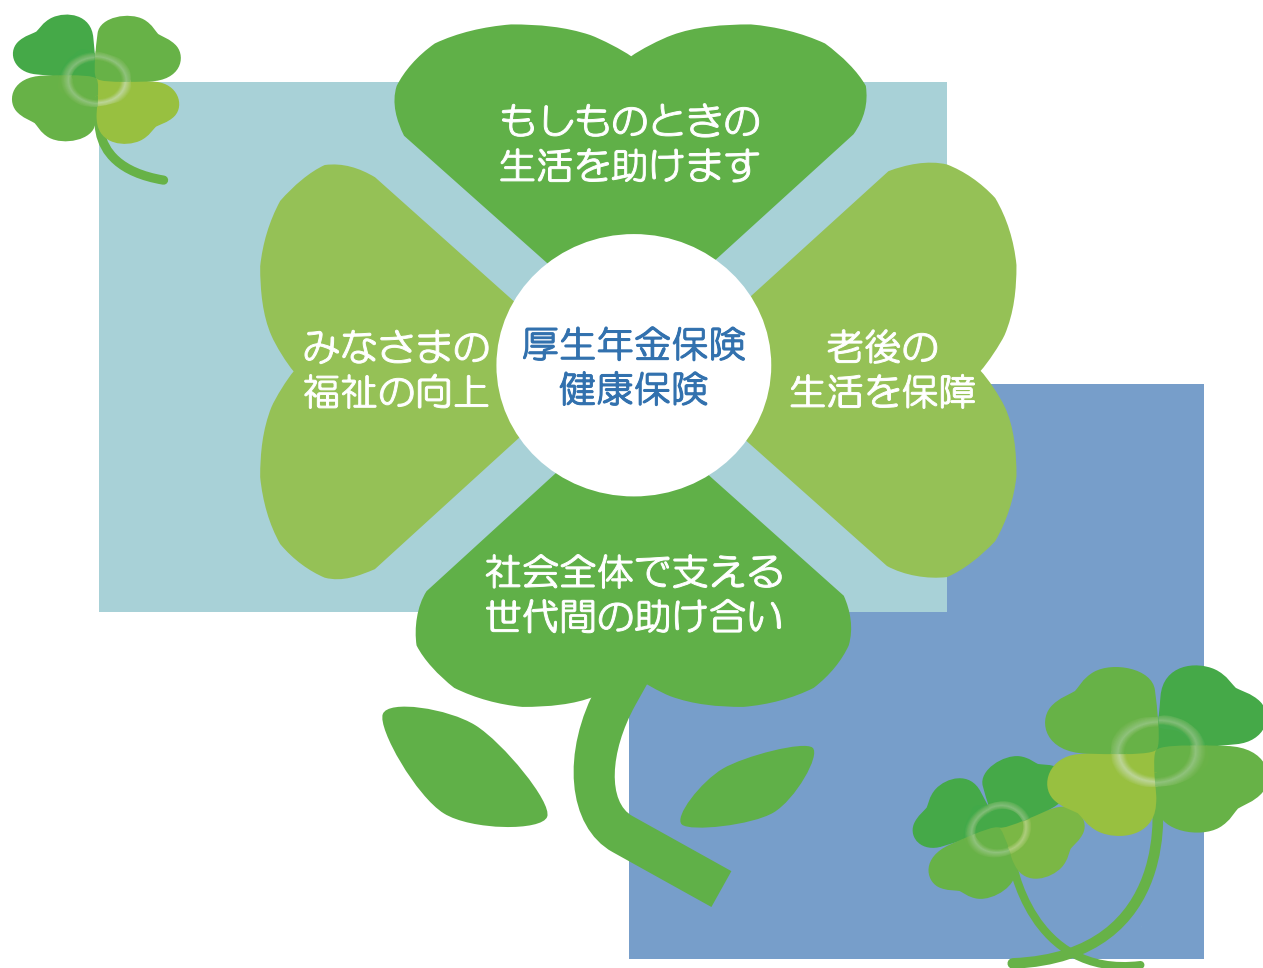 もしものときの
生活を助けます
みなさまの
福祉の向上
厚生年金保険
健康保険
老後の
生活を保障
社会全体で支える
世代間の助け合い